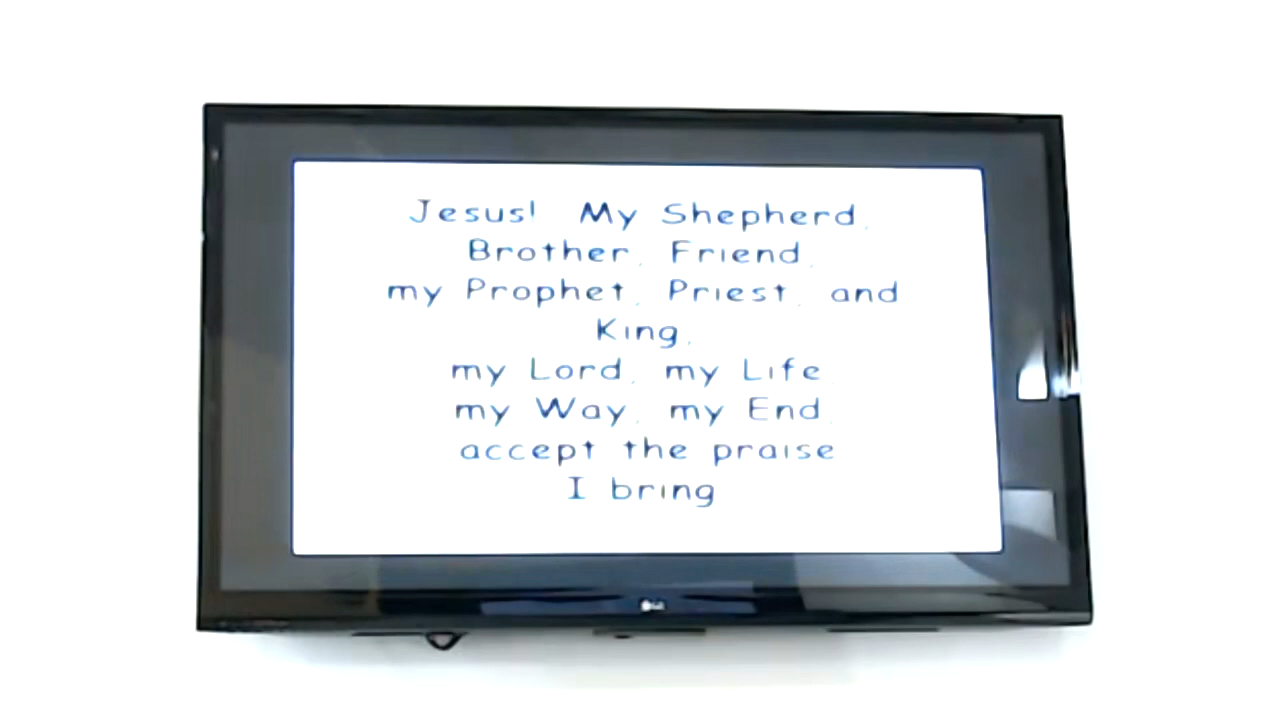 Jesus! My Shepherd,
Brother, Friend,
my Prophet, Priest, and
King,
my Lord, my Life,
my Way, my End,
accept the praise
I bring
LG